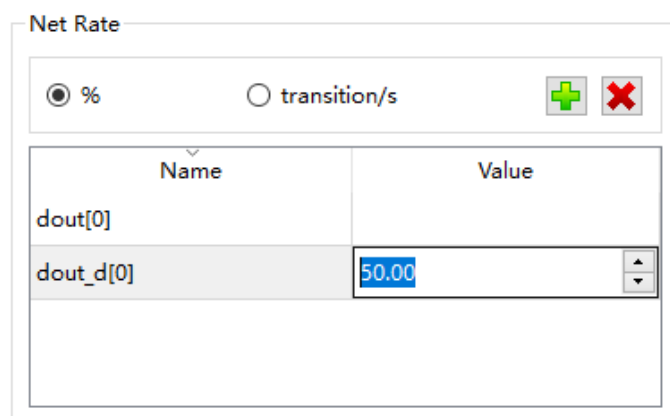 Net Rate
% transition/s
Name Value
dout[0]
dout_d[0] 50.00